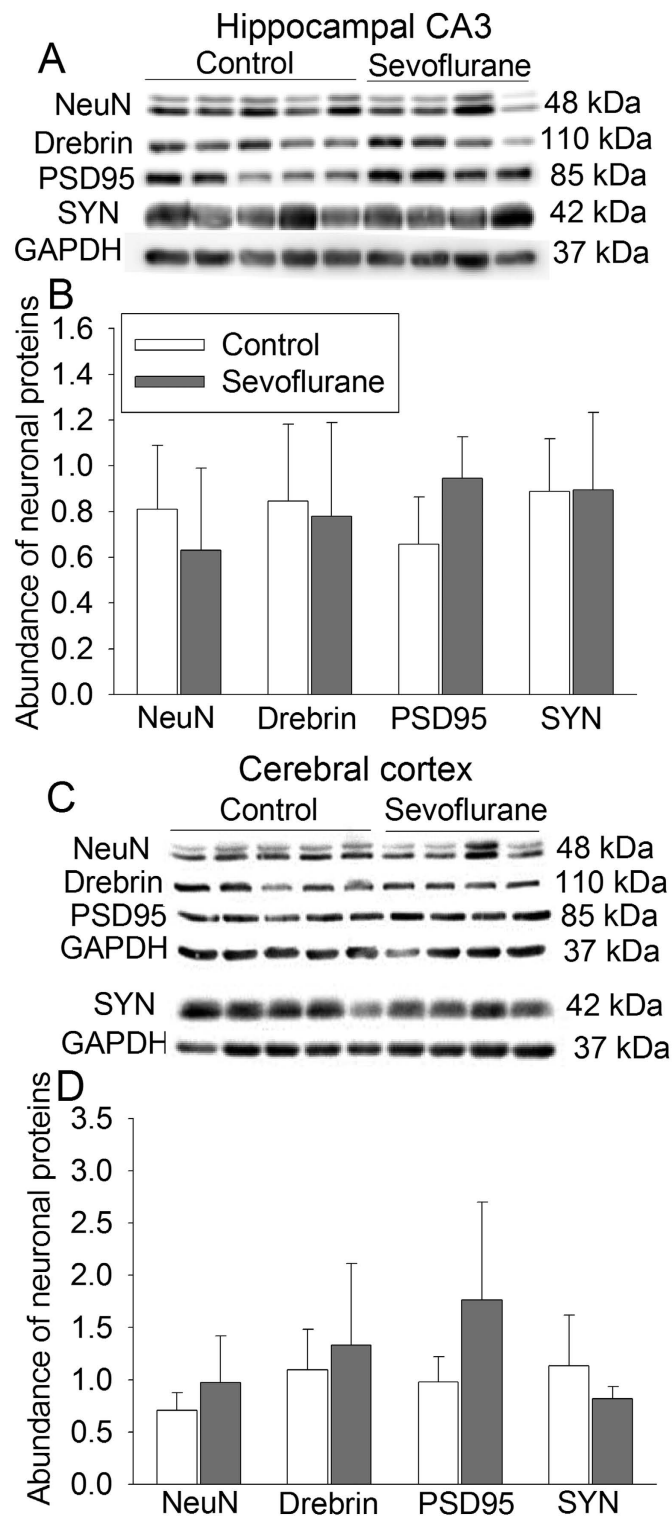 Hippocampal CA3
A
Control Sevoflurane
NeuN 48 kDa
Drebrin 110 kDa
PSD95 85 kDa
SYN 42 kDa
GAPDH 37 kDa
B
Abundance of neuronal proteins
1.6
1.4
1.2
1.0
0.8
0.6
0.4
0.2
0.0
Control
Sevoflurane
NeuN Drebrin PSD95 SYN
Cerebral cortex
C
Control Sevoflurane
NeuN 48 kDa
Drebrin 110 kDa
PSD95 85 kDa
GAPDH 37 kDa
SYN 42 kDa
GAPDH 37 kDa
D
Abundance of neuronal proteins
3.5
3.0
2.5
2.0
1.5
1.0
0.5
0.0
NeuN Drebrin PSD95 SYN